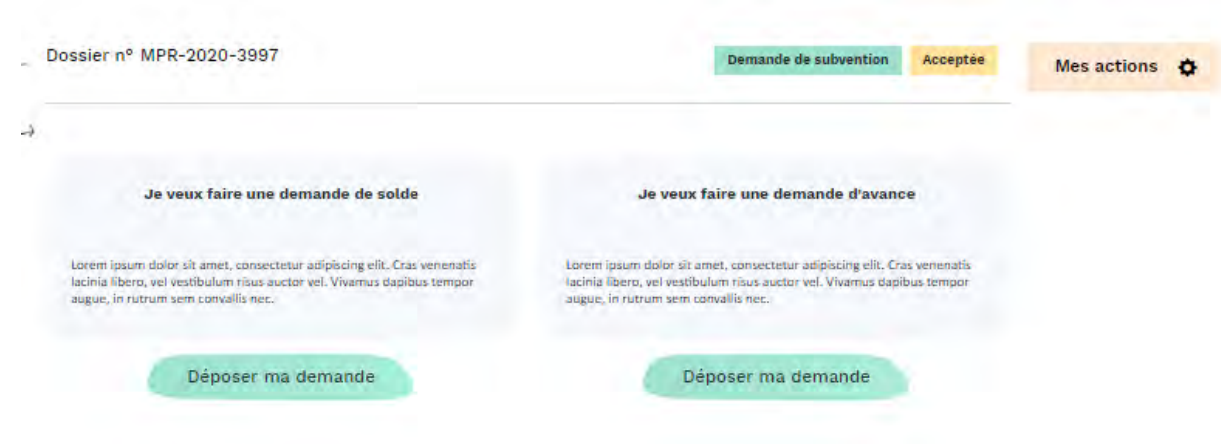 Dossier n° MPR-2020-3997
Demande de subvention
Acceptée
Mes actions
Je veux faire une demande de solde
Lorem ipsum dolor sit amet, consectetur adipiscing elit. Cras venenatis
lacinia libero, vel vestibulum risus auctor vel. Vivamus dapibus tempor
augue, in rutrum sem convallis nec.
Déposer ma demande
Je veux faire une demande d'avance
Lorem ipsum dolor sit amet, consectetur adipiscing elit. Cras venenatis
lacinia libero, vel vestibulum risus auctor vel. Vivamus dapibus tempor
augue, in rutrum sem convallis nec.
Déposer ma demande